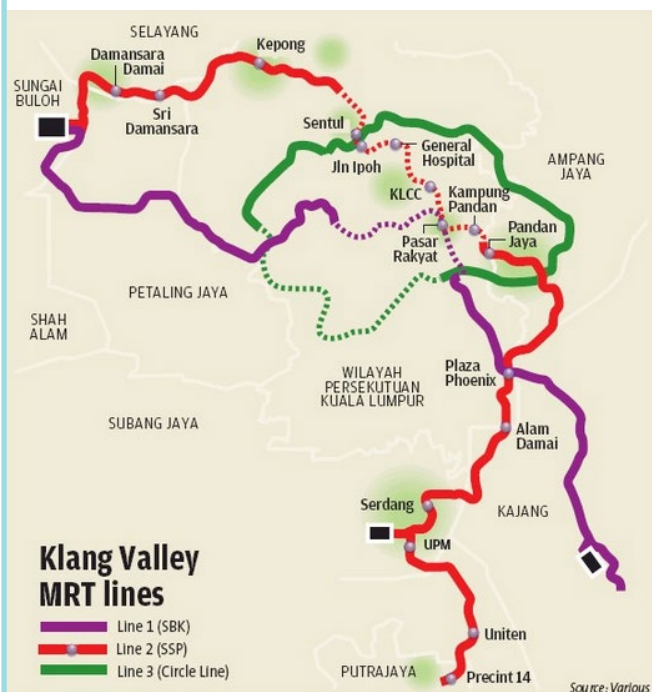 SELAYANG
Damansara
Damai
Kepong
SUNGAI
BULOH
Sri
Damansara
Sentul
Jln Ipoh
General
Hospital
AMPANG
JAYA
KLCC
Kampung
Pandan
Pandan
Jaya
Pasar
Rakyat
PETALING JAYA
SHAH
ALAM
WILAYAH
PERSEKUTUAN
KUALA LUMPUR
Plaza
Phoenix
SUBANG JAYA
Alam
Damai
Serdang
KAJANG
UPM
Klang Valley
MRT lines
Line 1 (SBK)
Line 2 (SSP)
Line 3 (Circle Line)
Uniten
PUTRAJAYA
Precint 14
Source: Various